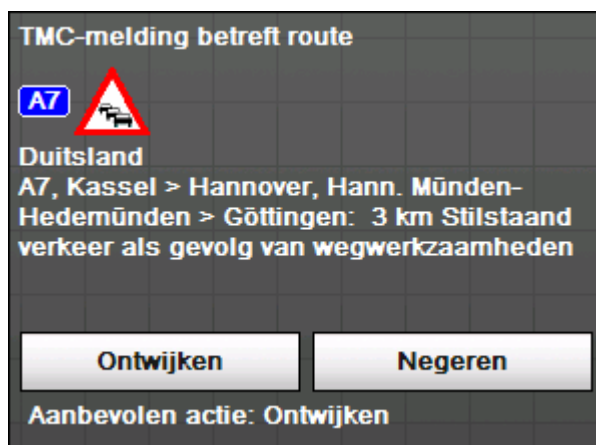 TMC-melding betreft route
A7
Duitsland
A7, Kassel > Hannover, Hann. Münden-
Hedemünden > Göttingen: 3 km Stilstaand
verkeer als gevolg van wegwerkzaamheden
Ontwijken Negeren
Aanbevolen actie: Ontwijken